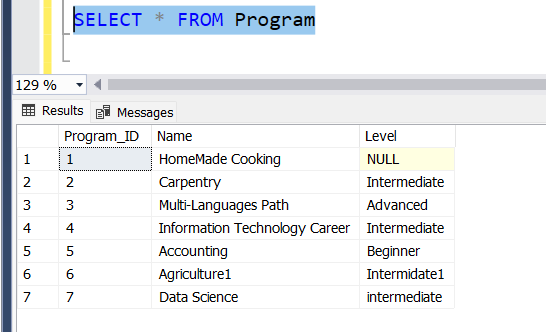 SELECT * FROM Program
129 %
Results Messages
Program_ID Name Level
1 1 HomeMade Cooking NULL
2 2 Carpentry Intermediate
3 3 Multi-Languages Path Advanced
4 4 Information Technology Career Intermediate
5 5 Accounting Beginner
6 6 Agriculture1 Intermidate1
7 7 Data Science intermediate